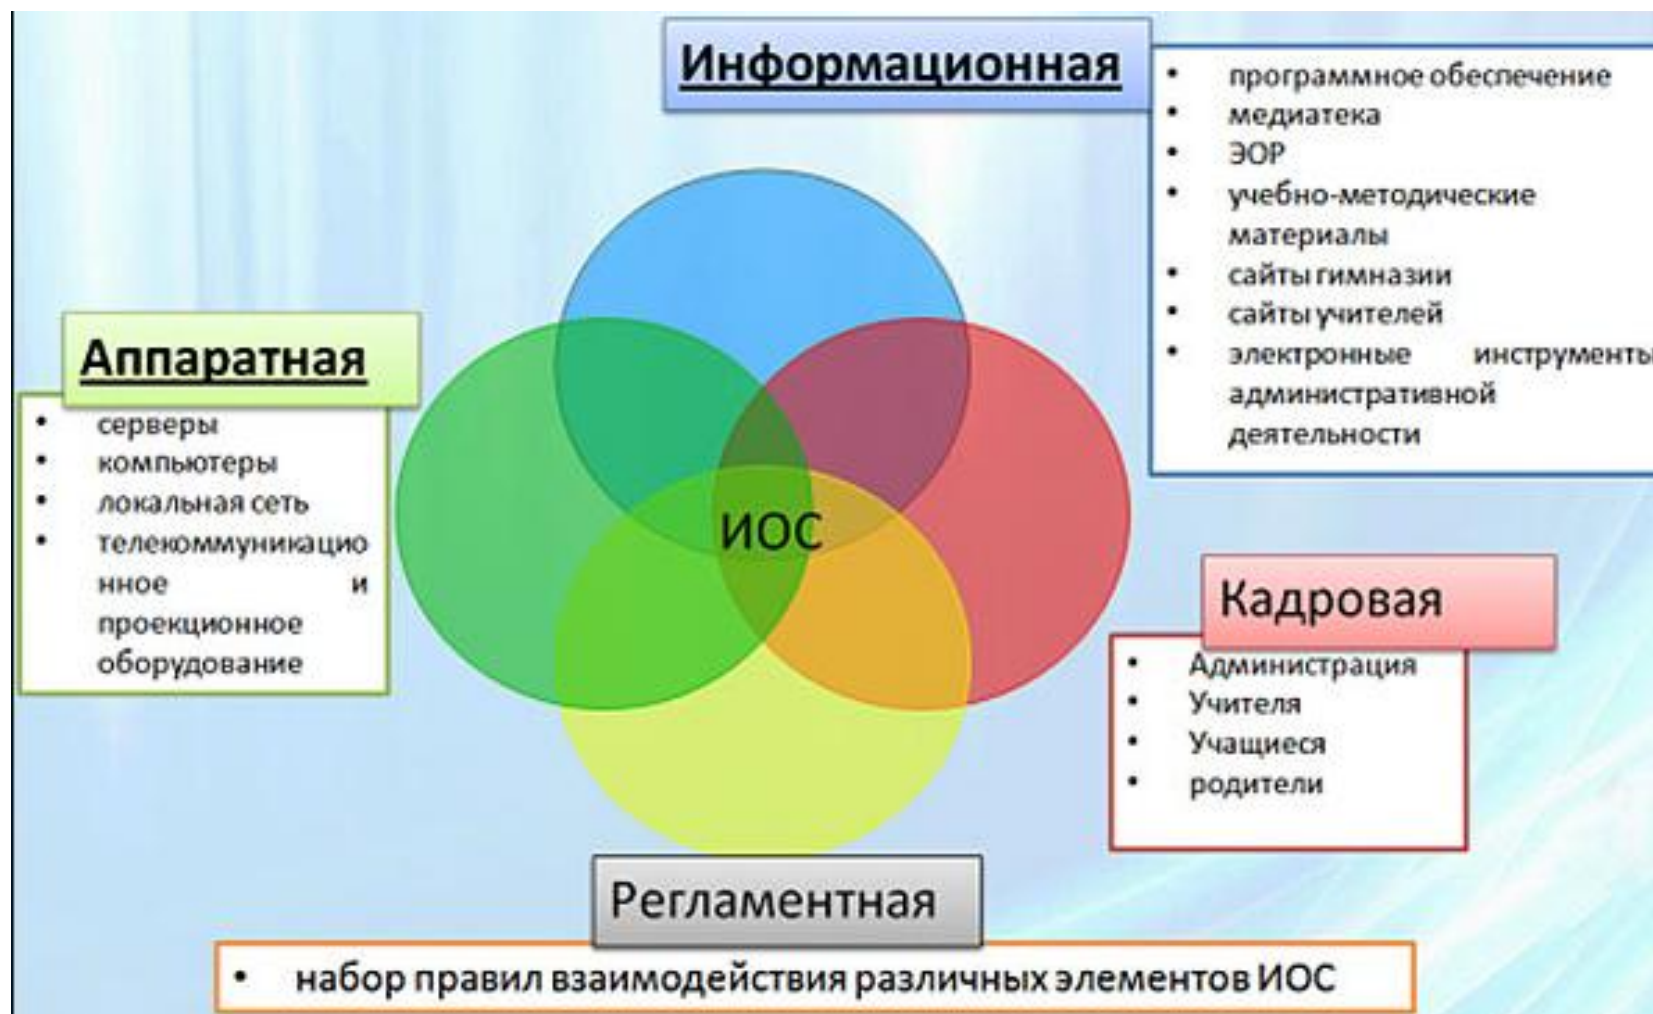 Информационная
программное обеспечение
медиатека
ЭОР
учебно-методические
материалы
сайты гимназии
сайты учителей
электронные инструменты
административной
деятельности
Аппаратная
серверы
компьютеры
локальная сеть
телекоммуникацио
нное и
проекционное
оборудование
ИОС
Кадровая
Администрация
Учителя
Учащиеся
родители
Регламентная
набор правил взаимодействия различных элементов ИОС